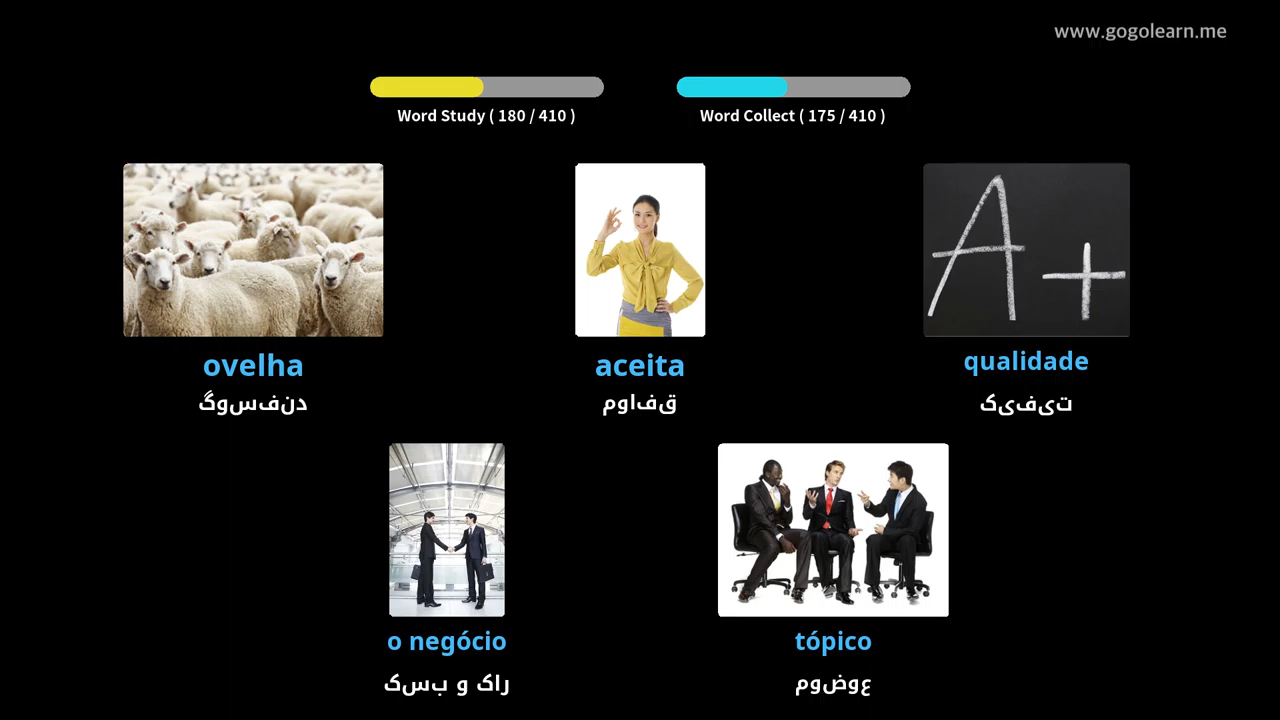 www.gogolearn.me
Word Study ( 180 / 410 )
Word Collect ( 175 / 410 )
A+
ovelha
دنفسوگ
aceita
قفاوم
qualidade
تیفیک
o negócio
راک و بسک
tópico
عوضوم